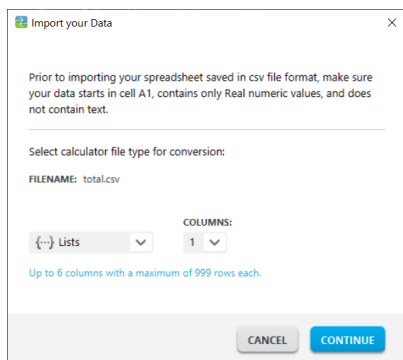 Import your Data
Prior to importing your spreadsheet saved in csv file format, make sure
your data starts in cell A1, contains only Real numeric values, and does
not contain text.
Select calculator file type for conversion:
FILENAME: total.csv
COLUMNS:
{···} Lists 1
Up to 6 columns with a maximum of 999 rows each.
CANCEL CONTINUE